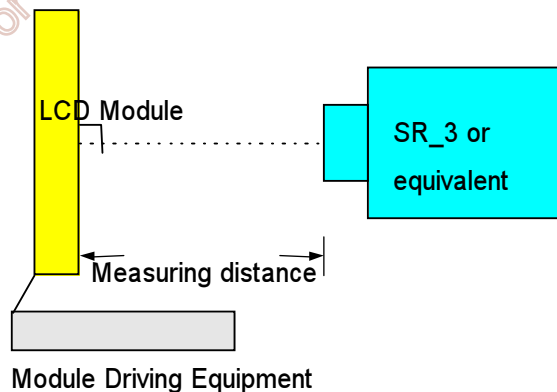 LCD Module
SR_3 or
equivalent
Measuring distance
Module Driving Equipment